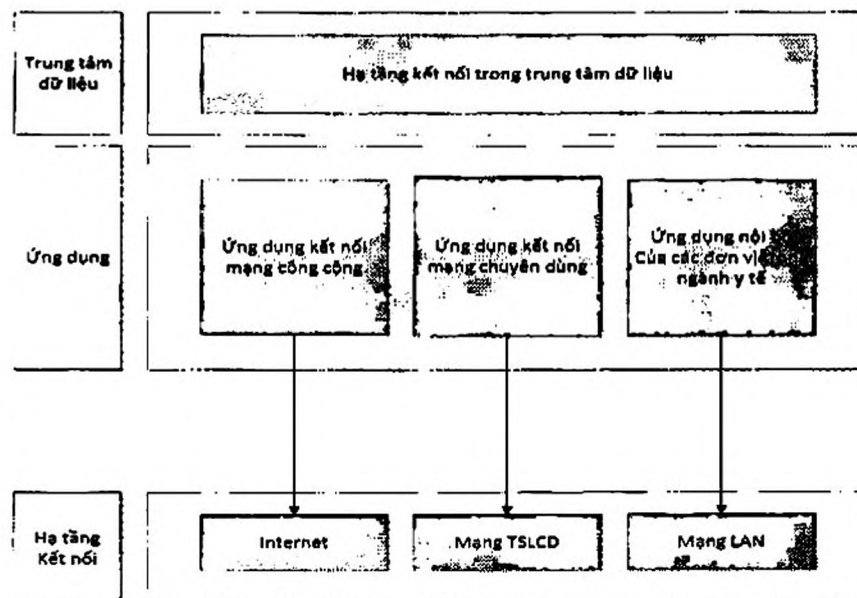 Trung tâm
dữ liệu
Hạ tầng kết nối trong trung tâm dữ liệu
Ứng dụng
Ứng dụng kết nối
mạng công cộng
Ứng dụng kết nối
mạng chuyên dùng
Ứng dụng nội
Của các đơn vị
ngành y tế
Hạ tầng
Kết nối
Internet
Mạng TSLCD
Mạng LAN